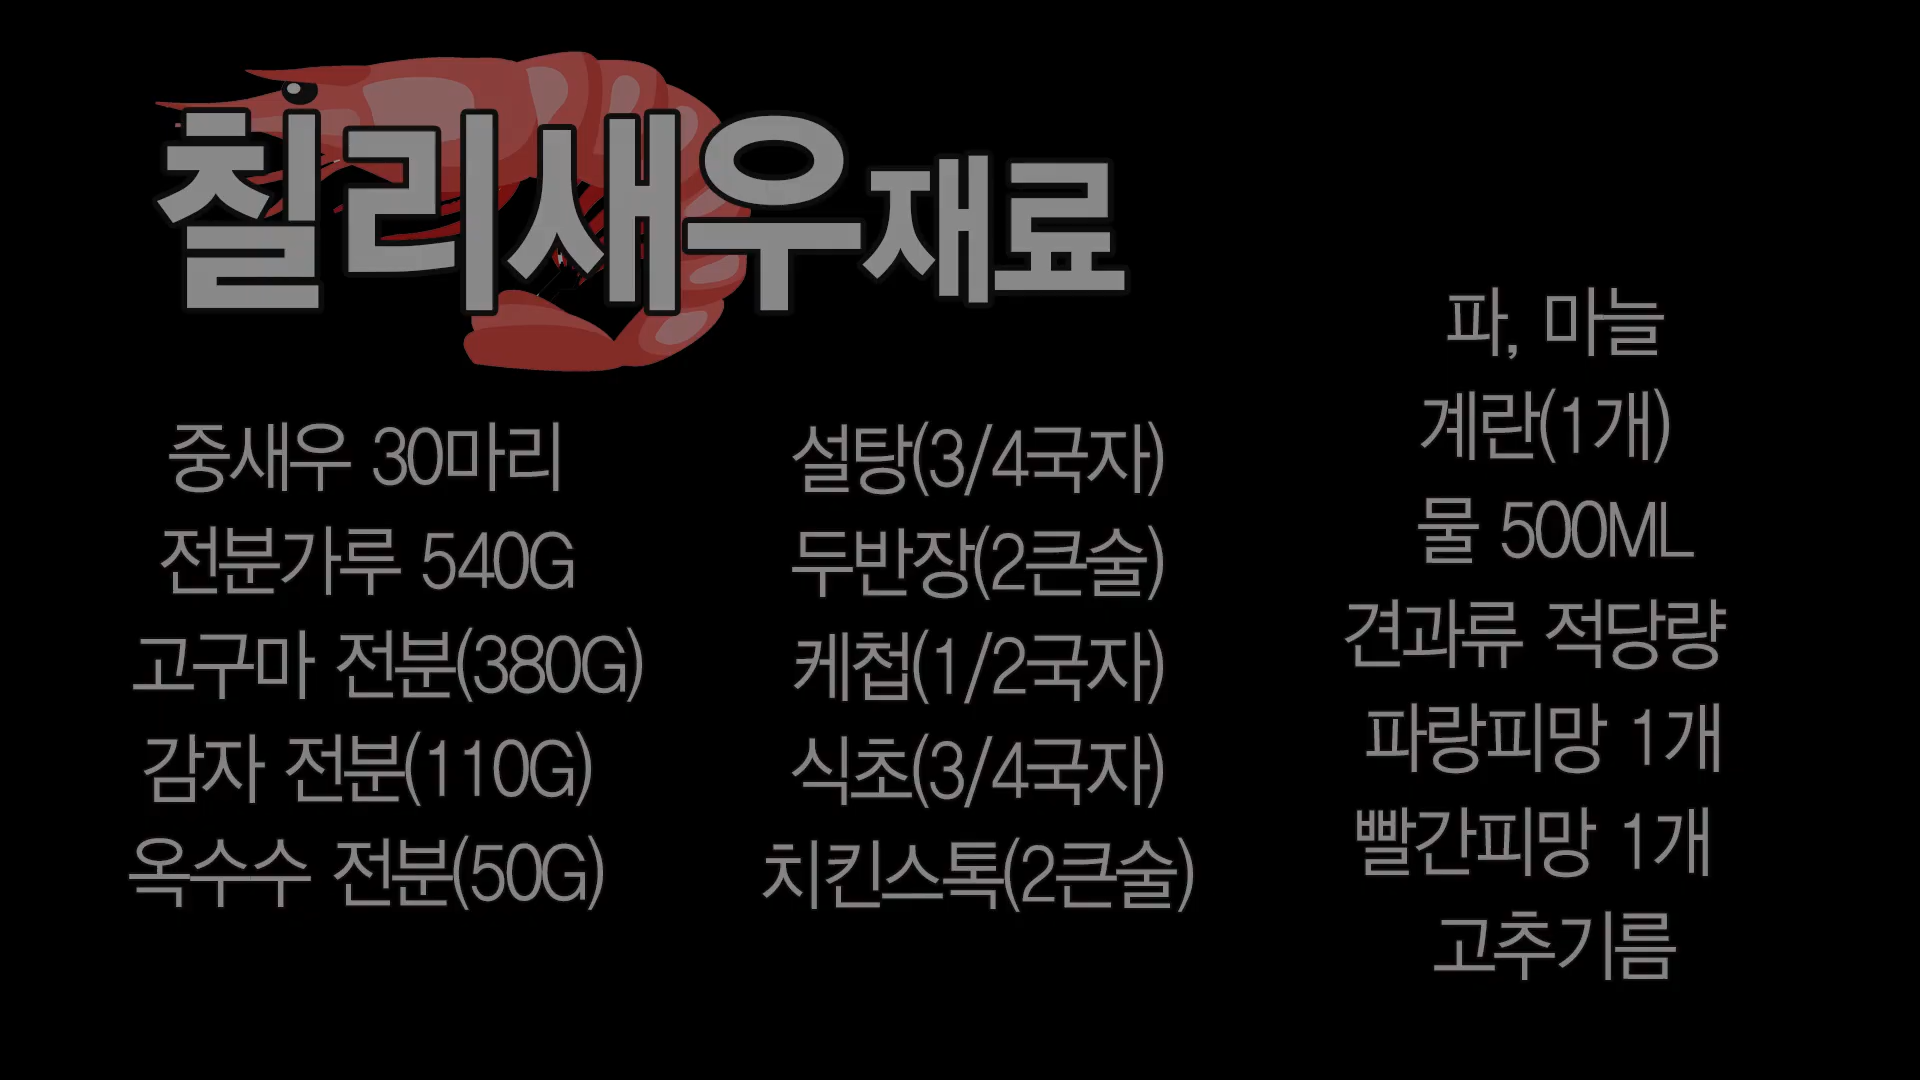 칠리새우재료
중새우 30마리
전분가루 540G
고구마 전분(380G)
감자 전분(110G)
옥수수 전분(50G)
설탕(3/4국자)
두반장(2큰술)
케첩(1/2국자)
식초(3/4국자)
치킨스톡(2큰술)
파, 마늘
계란(1개)
물 500ML
견과류 적당량
파랑피망 1개
빨간피망 1개
고추기름